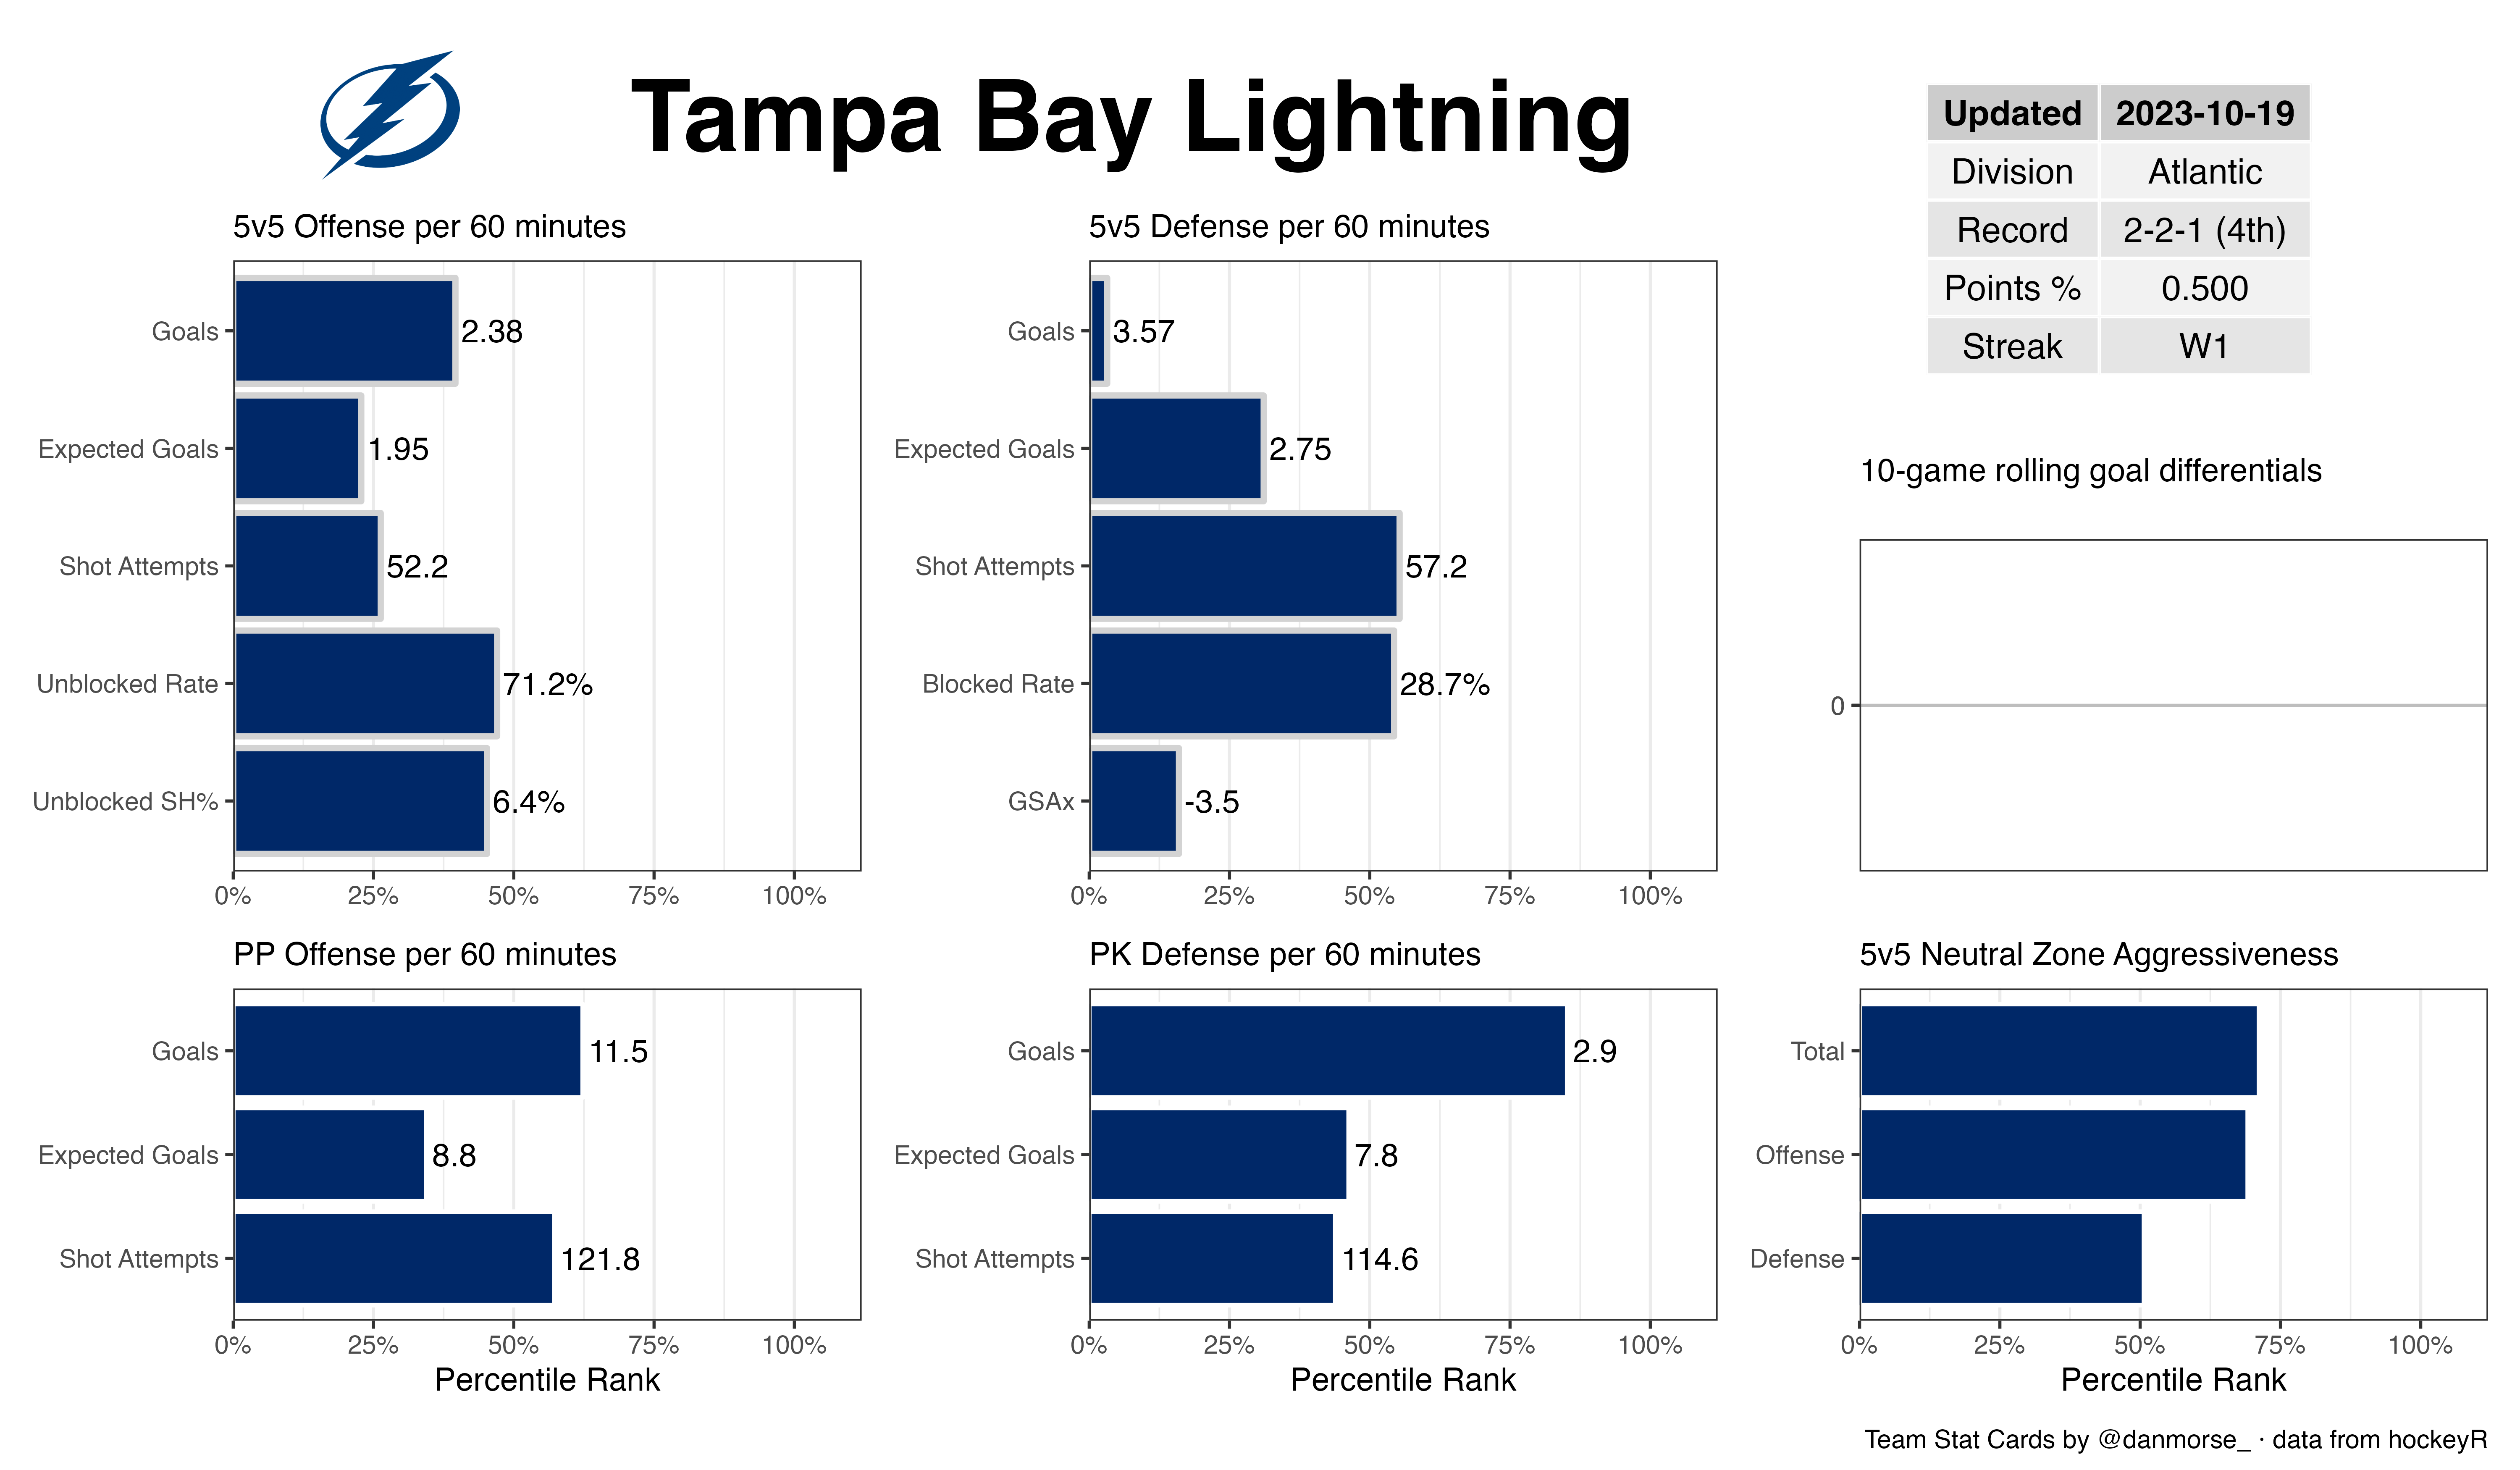 Tampa Bay Lightning
Updated 2023-10-19
Division Atlantic
Record 2-2-1 (4th)
Points % 0.500
Streak W1
5v5 Offense per 60 minutes
Goals 2.38
Expected Goals 1.95
Shot Attempts 52.2
Unblocked Rate 71.2%
Unblocked SH% 6.4%
0% 25% 50% 75% 100%
5v5 Defense per 60 minutes
Goals 3.57
Expected Goals 2.75
Shot Attempts 57.2
Blocked Rate 28.7%
GSAx -3.5
0% 25% 50% 75% 100%
10-game rolling goal differentials
0
PP Offense per 60 minutes
Goals 11.5
Expected Goals 8.8
Shot Attempts 121.8
0% 25% 50% 75% 100%
Percentile Rank
PK Defense per 60 minutes
Goals 2.9
Expected Goals 7.8
Shot Attempts 114.6
0% 25% 50% 75% 100%
Percentile Rank
5v5 Neutral Zone Aggressiveness
Total
Offense
Defense
0% 25% 50% 75% 100%
Percentile Rank
Team Stat Cards by @danmorse_ · data from hockeyR